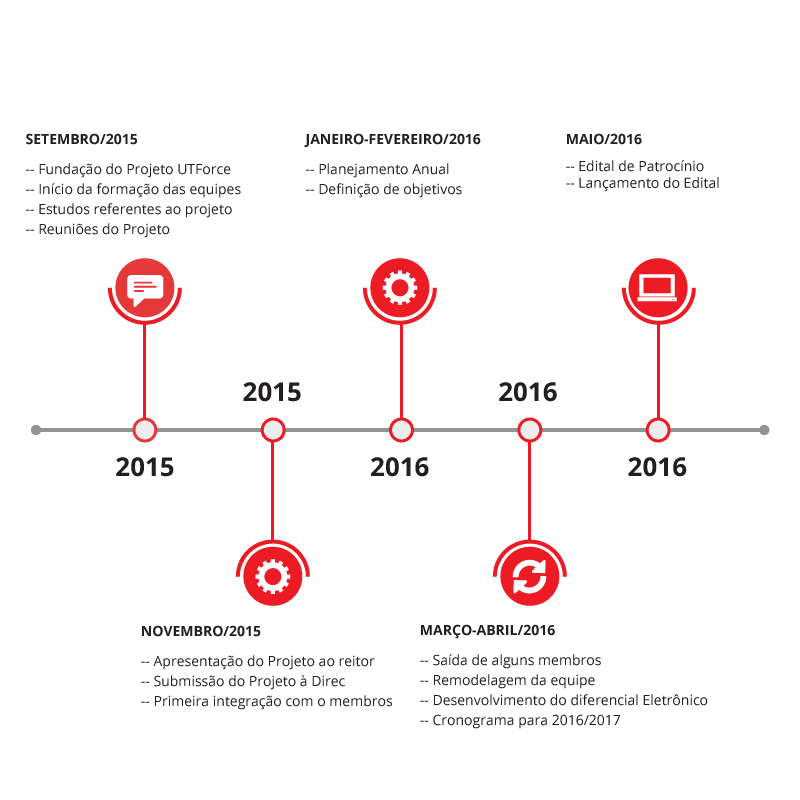 SETEMBRO/2015
-- Fundação do Projeto UTForce
-- Início da formação das equipes
-- Estudos referentes ao projeto
-- Reuniões do Projeto
JANEIRO-FEVEREIRO/2016
-- Planejamento Anual
-- Definição de objetivos
MAIO/2016
-- Edital de Patrocínio
-- Lançamento do Edital
2015
2016
2015
2016
2016
NOVEMBRO/2015
-- Apresentação do Projeto ao reitor
-- Submissão do Projeto à Direc
-- Primeira integração com o membros
MARÇO-ABRIL/2016
-- Saída de alguns membros
-- Remodelagem da equipe
-- Desenvolvimento do diferencial Eletrônico
-- Cronograma para 2016/2017